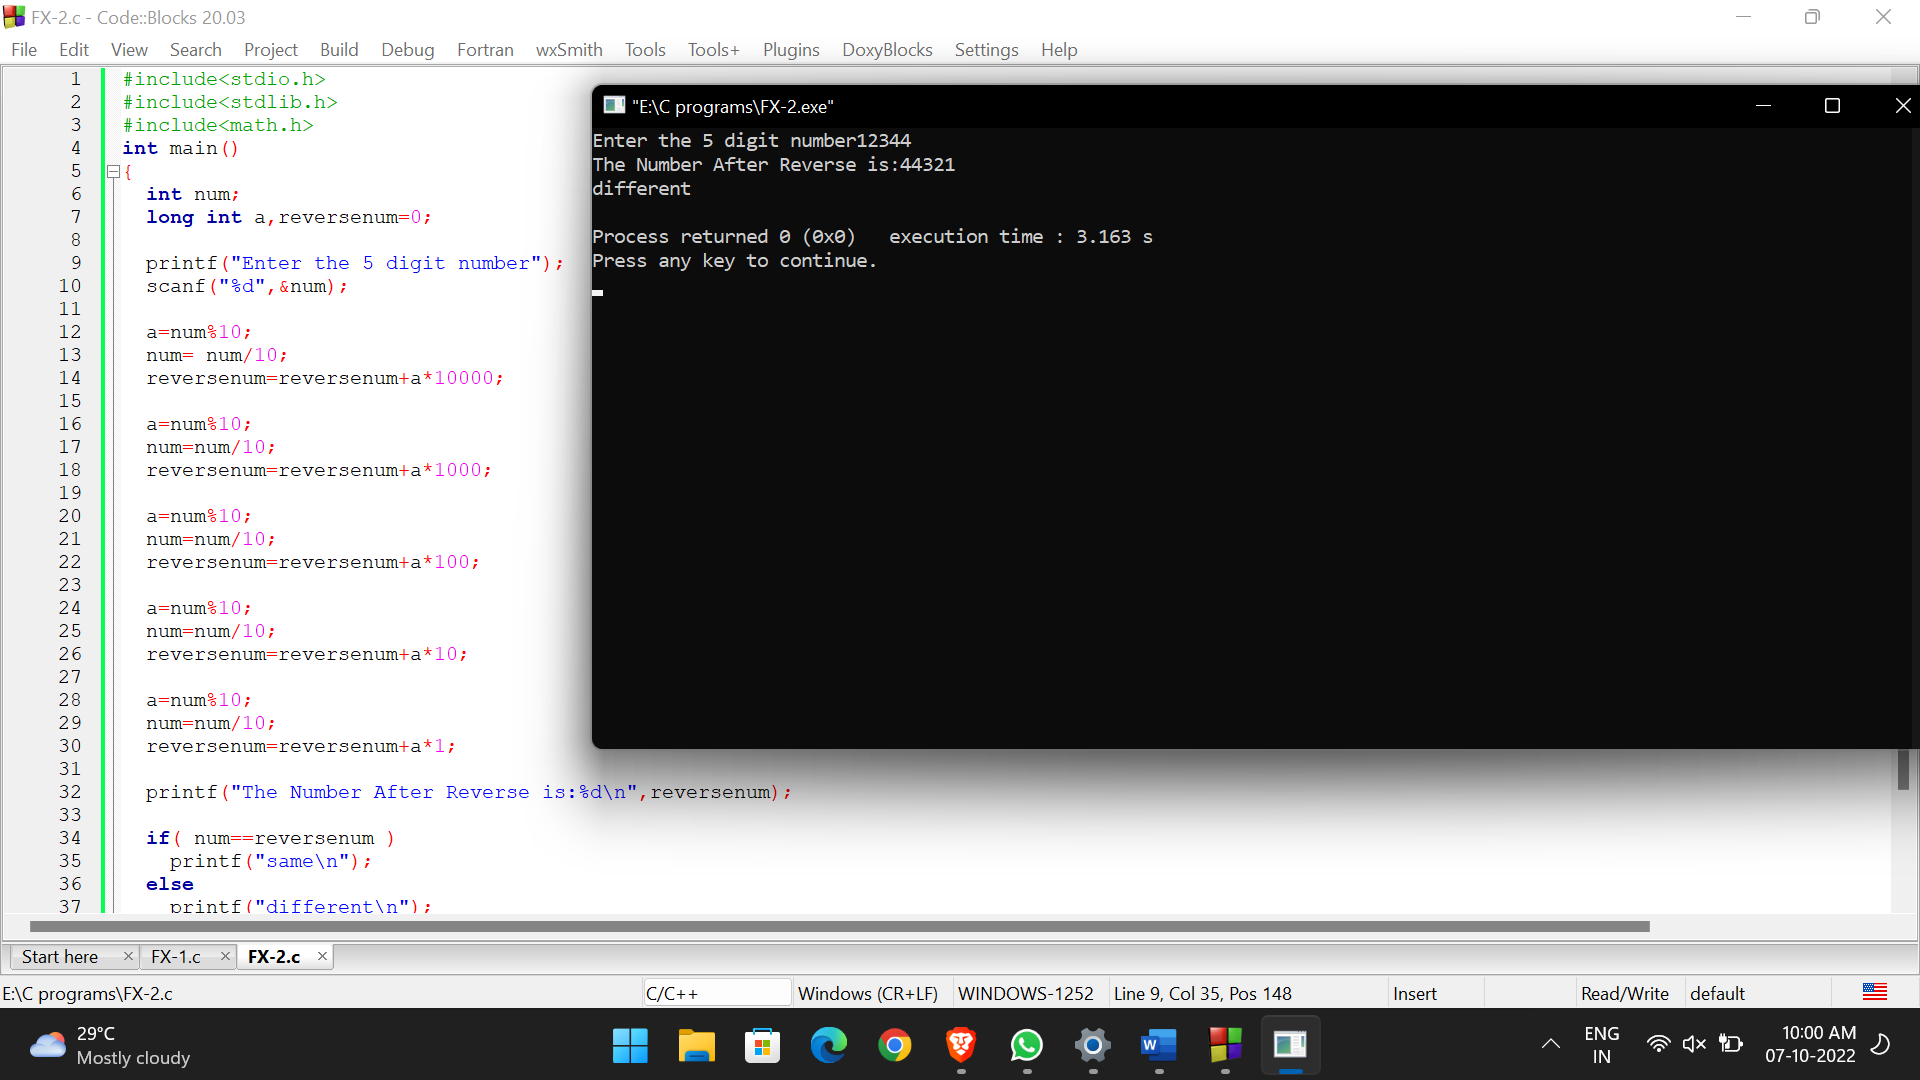 FX-2.c - Code::Blocks 20.03
File Edit View Search Project Build Debug Fortran wxSmith Tools Tools+ Plugins DoxyBlocks Settings Help
1 #include<stdio.h>
2 #include<stdlib.h>
3 #include<math.h>
4 int main()
5 {
6 int num;
7 long int a,reversenum=0;
8
9 printf("Enter the 5 digit number");
10 scanf("%d",&num);
11
12 a=num%10;
13 num= num/10;
14 reversenum=reversenum+a*10000;
15
16 a=num%10;
17 num=num/10;
18 reversenum=reversenum+a*1000;
19
20 a=num%10;
21 num=num/10;
22 reversenum=reversenum+a*100;
23
24 a=num%10;
25 num=num/10;
26 reversenum=reversenum+a*10;
27
28 a=num%10;
29 num=num/10;
30 reversenum=reversenum+a*1;
31
32 printf("The Number After Reverse is:%d\n",reversenum);
33
34 if( num==reversenum )
35 printf("same\n");
36 else
37 printf("different\n");
"E:\C programs\FX-2.exe"
Enter the 5 digit number12344
The Number After Reverse is:44321
different
Process returned 0 (0x0)   execution time : 3.163 s
Press any key to continue.
Start here FX-1.c FX-2.c
E:\C programs\FX-2.c C/C++ Windows (CR+LF) WINDOWS-1252 Line 9, Col 35, Pos 148 Insert Read/Write default
29°C
Mostly cloudy
W
ENG
IN
10:00 AM
07-10-2022